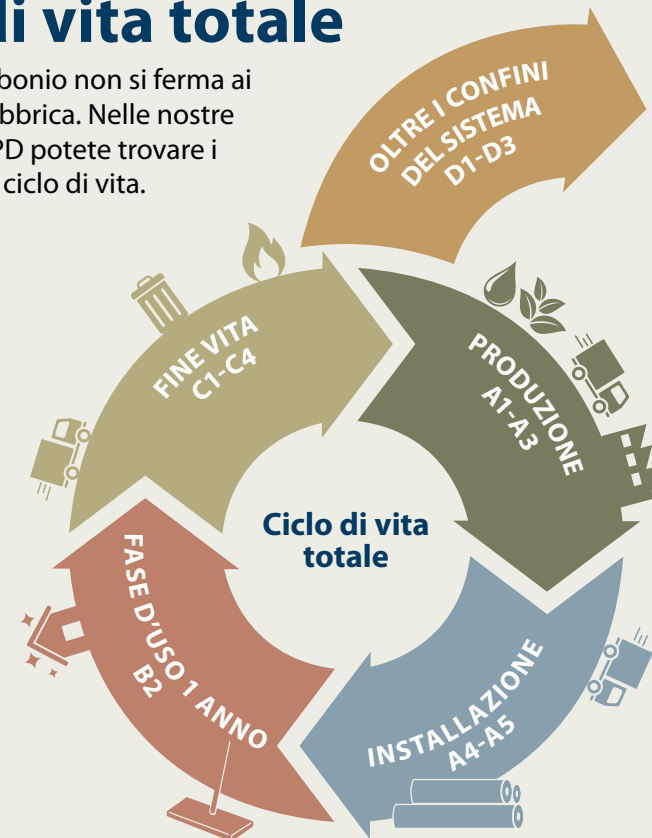 di vita totale
bonio non si ferma ai
bbrica. Nelle nostre
PD potete trovare i
ciclo di vita.
OLTRE I CONFINI
DEL SISTEMA
D1-D3
FINE VITA
C1-C4
PRODUZIONE
A1-A3
Ciclo di vita
totale
FASE D'USO 1 ANNO
B2
INSTALLAZIONE
A4-A5